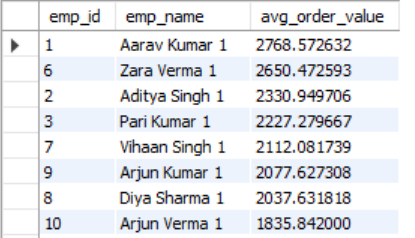 emp_id emp_name avg_order_value
1 Aarav Kumar 1 2768.572632
6 Zara Verma 1 2650.472593
2 Aditya Singh 1 2330.949706
3 Pari Kumar 1 2227.279667
7 Vihaan Singh 1 2112.081739
9 Arjun Kumar 1 2077.627308
8 Diya Sharma 1 2037.631818
10 Arjun Verma 1 1835.842000